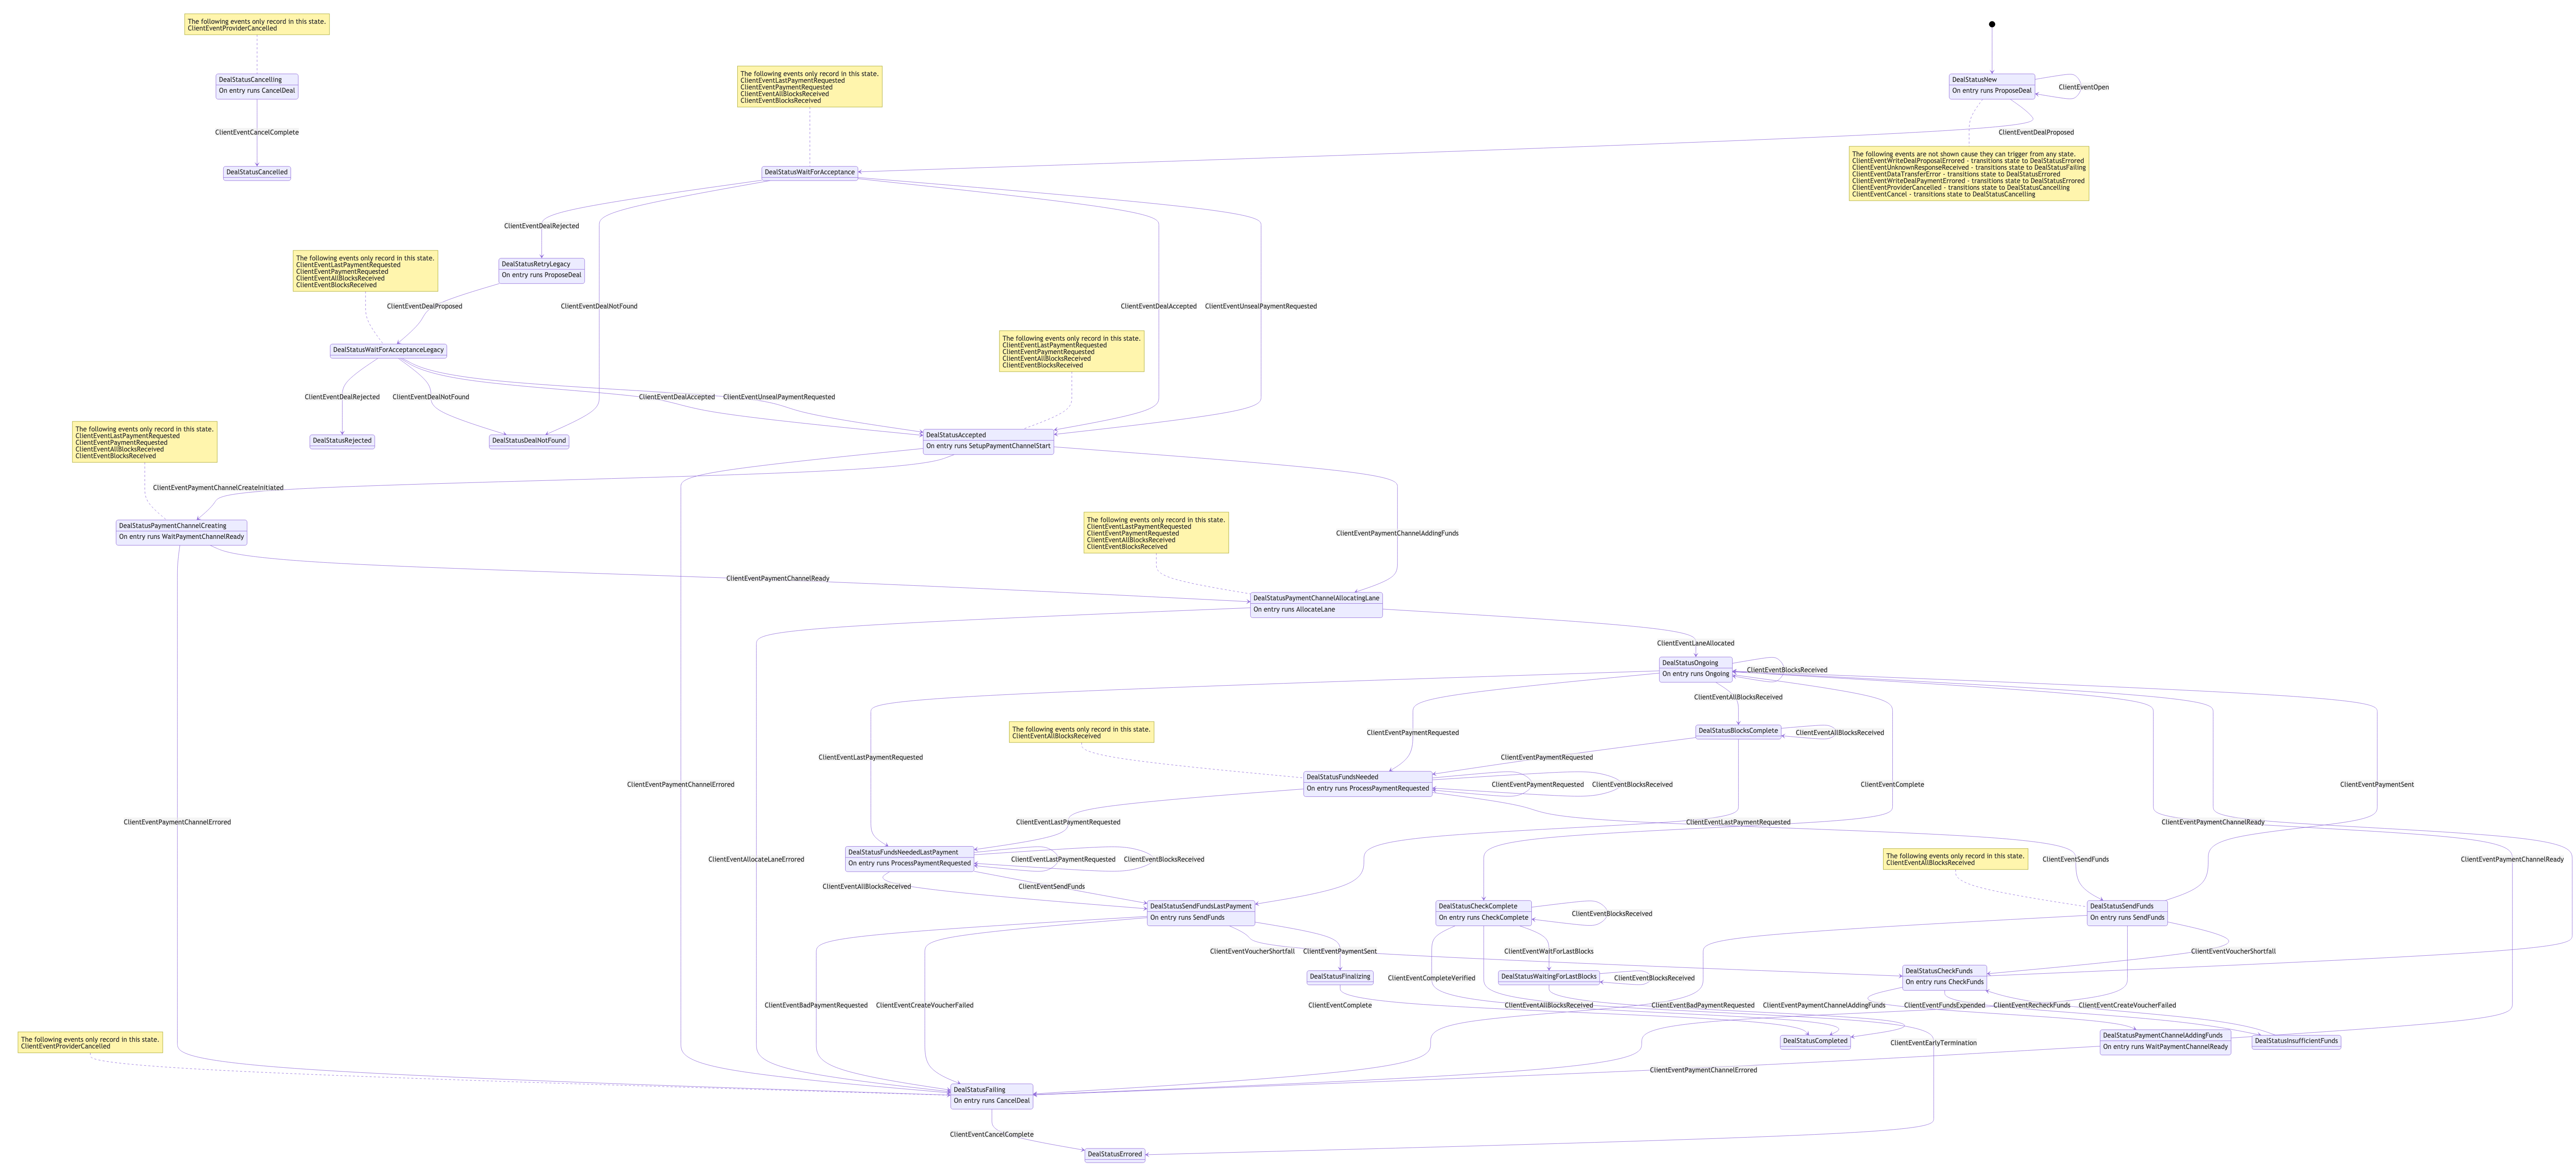 The following events only record in this state.
ClientEventProviderCancelled
DealStatusCancelling
On entry runs CancelDeal
ClientEventCancelComplete
DealStatusCancelled
The following events only record in this state.
ClientEventLastPaymentRequested
ClientEventPaymentRequested
ClientEventAllBlocksReceived
ClientEventBlocksReceived
DealStatusNew
On entry runs ProposeDeal
ClientEventOpen
ClientEventDealProposed
The following events are not shown cause they can trigger from any state.
ClientEventWriteDealProposalErrored - transitions state to DealStatusErrored
ClientEventUnknownResponseReceived - transitions state to DealStatusFailing
ClientEventDataTransferError - transitions state to DealStatusErrored
ClientEventWriteDealPaymentErrored - transitions state to DealStatusErrored
ClientEventProviderCancelled - transitions state to DealStatusCancelling
ClientEventCancel - transitions state to DealStatusCancelling
DealStatusWaitForAcceptance
ClientEventDealRejected
DealStatusRetryLegacy
On entry runs ProposeDeal
The following events only record in this state.
ClientEventLastPaymentRequested
ClientEventPaymentRequested
ClientEventAllBlocksReceived
ClientEventBlocksReceived
ClientEventDealProposed
ClientEventDealNotFound
ClientEventDealAccepted
ClientEventUnsealPaymentRequested
DealStatusWaitForAcceptanceLegacy
The following events only record in this state.
ClientEventLastPaymentRequested
ClientEventPaymentRequested
ClientEventAllBlocksReceived
ClientEventBlocksReceived
ClientEventDealRejected
ClientEventDealNotFound
ClientEventDealAccepted
ClientEventUnsealPaymentRequested
DealStatusRejected
DealStatusDealNotFound
DealStatusAccepted
On entry runs SetupPaymentChannelStart
The following events only record in this state.
ClientEventLastPaymentRequested
ClientEventPaymentRequested
ClientEventAllBlocksReceived
ClientEventBlocksReceived
ClientEventPaymentChannelCreateInitiated
DealStatusPaymentChannelCreating
On entry runs WaitPaymentChannelReady
The following events only record in this state.
ClientEventLastPaymentRequested
ClientEventPaymentRequested
ClientEventAllBlocksReceived
ClientEventBlocksReceived
ClientEventPaymentChannelAddingFunds
ClientEventPaymentChannelReady
DealStatusPaymentChannelAllocatingLane
On entry runs AllocateLane
ClientEventLaneAllocated
DealStatusOngoing
On entry runs Ongoing
ClientEventBlocksReceived
ClientEventAllBlocksReceived
The following events only record in this state.
ClientEventAllBlocksReceived
ClientEventPaymentRequested
DealStatusBlocksComplete
ClientEventAllBlocksReceived
ClientEventLastPaymentRequested
ClientEventPaymentRequested
DealStatusFundsNeeded
On entry runs ProcessPaymentRequested
ClientEventPaymentRequested
ClientEventBlocksReceived
ClientEventPaymentChannelErrored
ClientEventComplete
ClientEventPaymentSent
ClientEventPaymentChannelErrored
ClientEventLastPaymentRequested
ClientEventLastPaymentRequested
ClientEventPaymentChannelReady
DealStatusFundsNeededLastPayment
On entry runs ProcessPaymentRequested
ClientEventAllocateLaneErrored
ClientEventLastPaymentRequested
ClientEventBlocksReceived
The following events only record in this state.
ClientEventAllBlocksReceived
ClientEventSendFunds
ClientEventPaymentChannelReady
ClientEventAllBlocksReceived
ClientEventSendFunds
DealStatusSendFundsLastPayment
On entry runs SendFunds
DealStatusCheckComplete
On entry runs CheckComplete
ClientEventBlocksReceived
DealStatusSendFunds
On entry runs SendFunds
ClientEventVoucherShortfall
ClientEventPaymentSent
ClientEventWaitForLastBlocks
ClientEventVoucherShortfall
DealStatusFinalizing
ClientEventCompleteVerified
DealStatusWaitingForLastBlocks
ClientEventBlocksReceived
DealStatusCheckFunds
On entry runs CheckFunds
ClientEventBadPaymentRequested
ClientEventCreateVoucherFailed
ClientEventComplete
ClientEventAllBlocksReceived
ClientEventBadPaymentRequested
ClientEventPaymentChannelAddingFunds
ClientEventFundsExpended
ClientEventRecheckFunds
ClientEventCreateVoucherFailed
The following events only record in this state.
ClientEventProviderCancelled
DealStatusCompleted
ClientEventEarlyTermination
DealStatusPaymentChannelAddingFunds
On entry runs WaitPaymentChannelReady
DealStatusInsufficientFunds
ClientEventPaymentChannelErrored
DealStatusFailing
On entry runs CancelDeal
ClientEventCancelComplete
DealStatusErrored